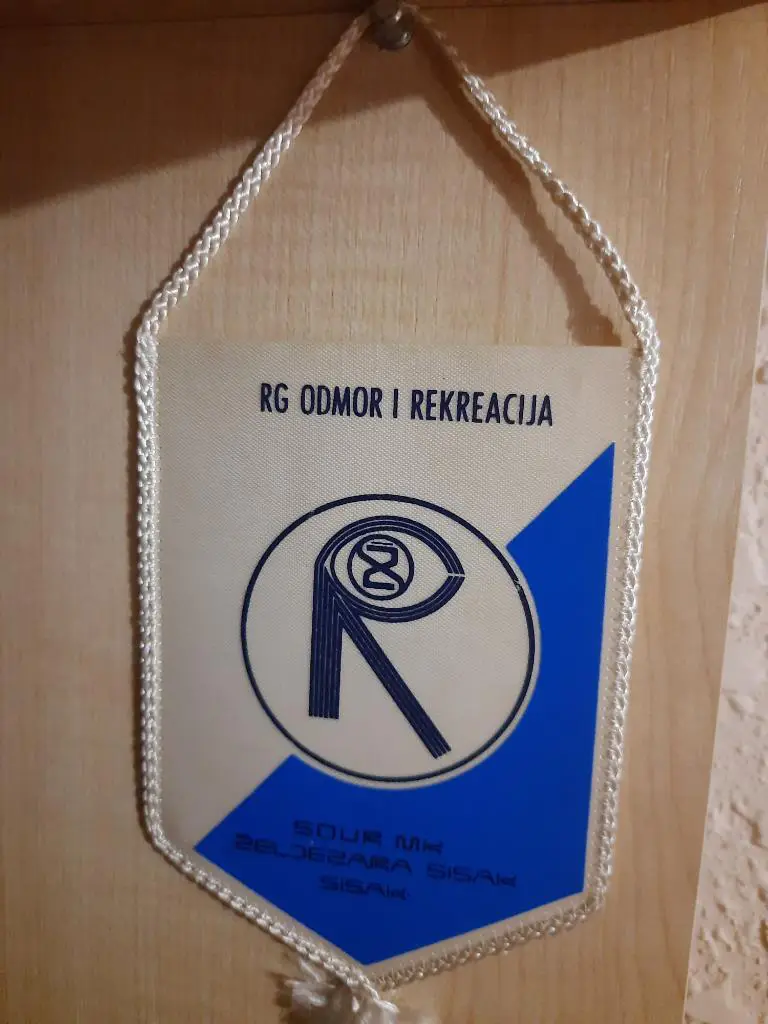 RG ODMOR I REKREACIJA
R
SOUR MK
ŽELJEZARA SISAK
SISAK